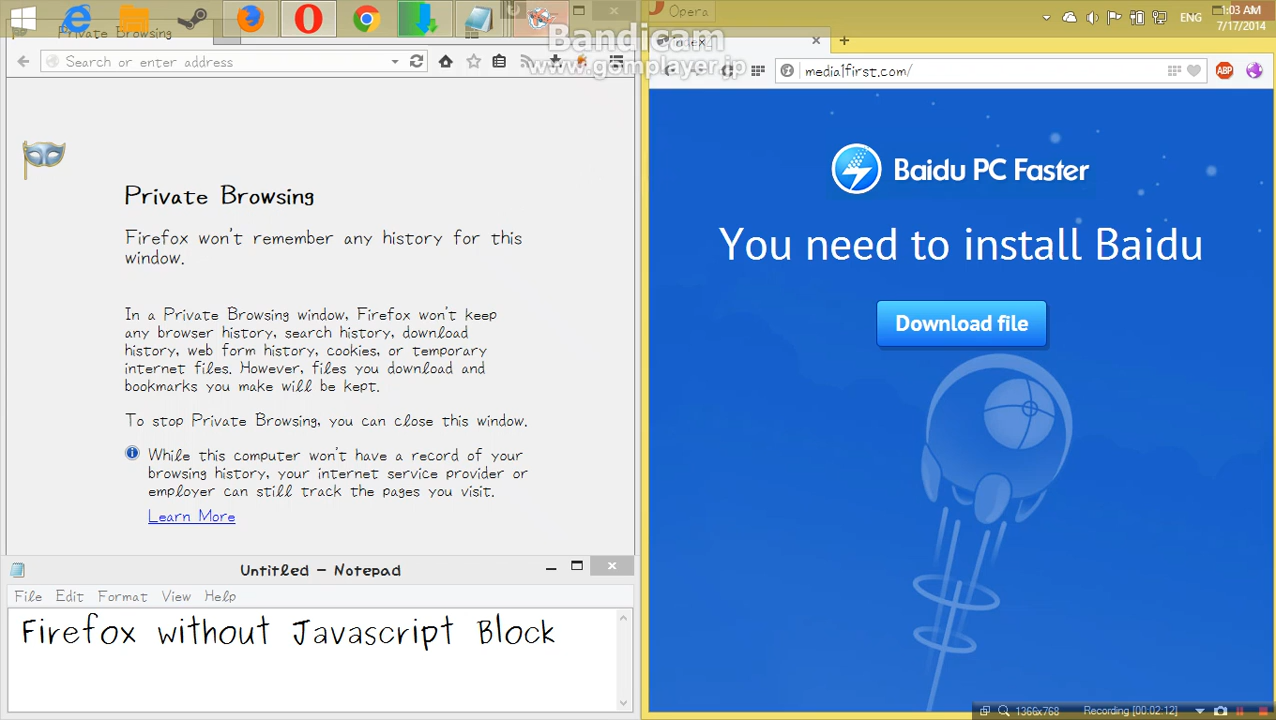 Private Browsing
Opera
ENG
1:03 AM
7/17/2014
Bandicam
www.gomplayer.jp
Search or enter address
media1first.com/
ABP
Baidu PC Faster
You need to install Baidu
Download file
Private Browsing
Firefox won't remember any history for this
window.
In a Private Browsing window, Firefox won't keep
any browser history, search history, download
history, web form history, cookies, or temporary
internet files. However, files you download and
bookmarks you make will be kept.
To stop Private Browsing, you can close this window.
While this computer won't have a record of your
browsing history, your internet service provider or
employer can still track the pages you visit.
Learn More
Untitled - Notepad
File Edit Format View Help
Firefox without Javascript Block
1366x768 Recording [00:02:12]